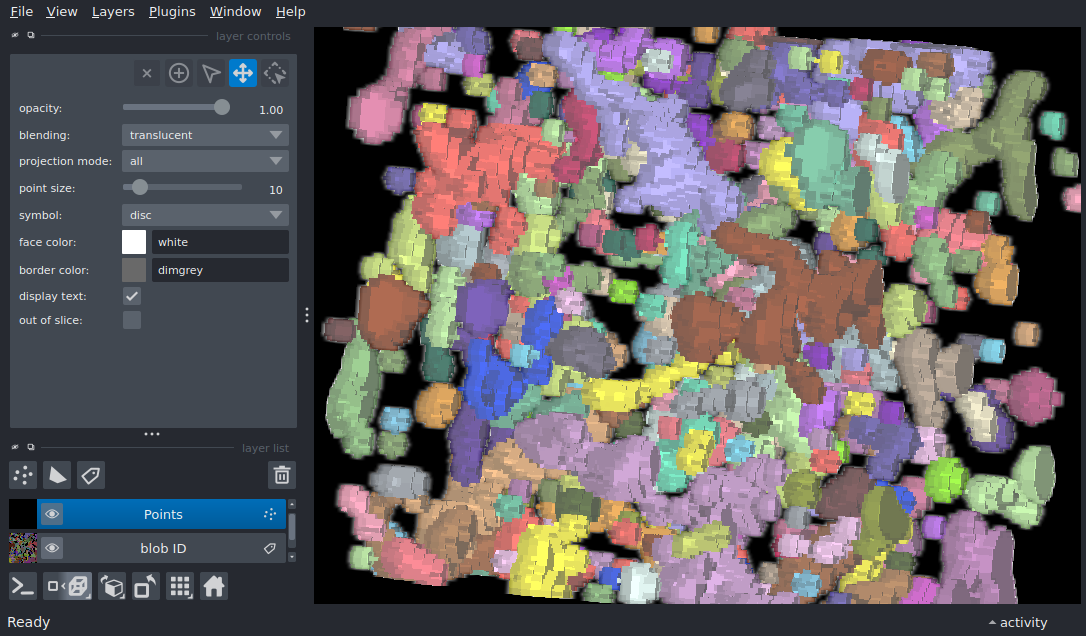 File View Layers Plugins Window Help
layer controls
opacity: 1.00
blending: translucent
projection mode: all
point size: 10
symbol: disc
face color: white
border color: dimgrey
display text:
out of slice:
layer list
Points
blob ID
Ready
activity